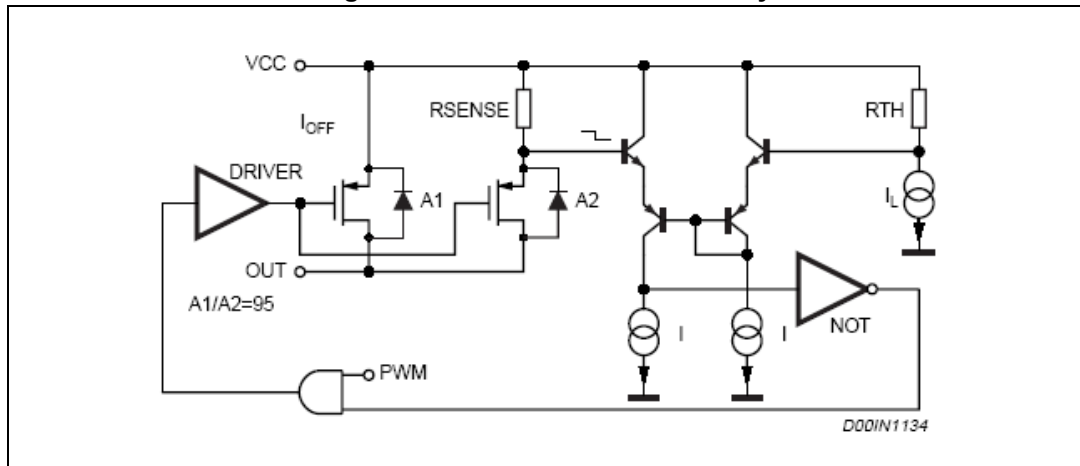 VCC
RSENSE
RTH
IOFF
DRIVER
A1
A2
IL
OUT
A1/A2=95
I
I
NOT
PWM
D00IN1134